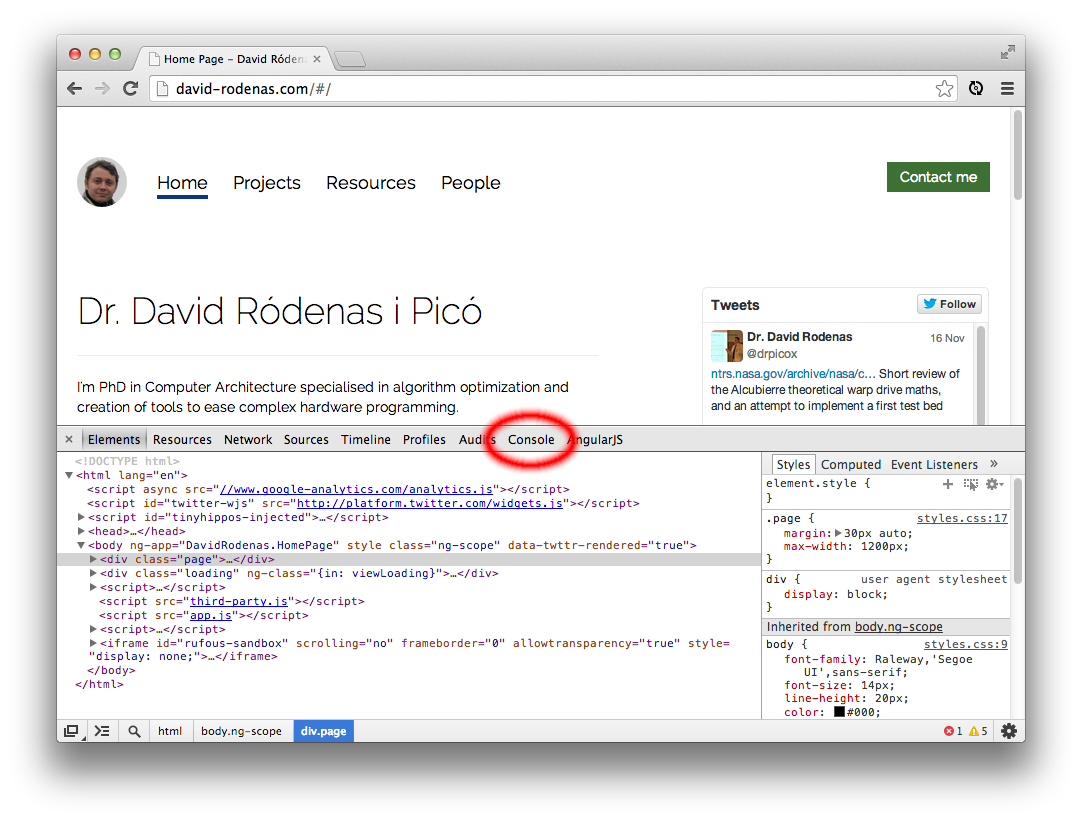 Home Page – David Róden
david-rodenas.com/#/
Home Projects Resources People
Contact me
Dr. David Ródenas i Picó
I'm PhD in Computer Architecture specialised in algorithm optimization and
creation of tools to ease complex hardware programming.
Tweets
Follow
Dr. David Rodenas
16 Nov
@drpicox
ntrs.nasa.gov/archive/nasa/c… Short review of
the Alcubierre theoretical warp drive maths,
and an attempt to implement a first test bed
× Elements Resources Network Sources Timeline Profiles Audits Console AngularJS
<!DOCTYPE html>
▼<html lang="en">
<script async src="//www.google-analytics.com/analytics.js"></script>
<script id="twitter-wjs" src="http://platform.twitter.com/widgets.js"></script>
▶<script id="tinyhippos-injected">…</script>
▶<head>…</head>
▼<body ng-app="DavidRodenas.HomePage" style class="ng-scope" data-twttr-rendered="true">
▶<div class="page">…</div>
▶<div class="loading" ng-class="{in: viewLoading}">…</div>
▶<script>…</script>
<script src="third-party.js"></script>
<script src="app.js"></script>
▶<script>…</script>
▶<iframe id="rufous-sandbox" scrolling="no" frameborder="0" allowtransparency="true" style=
"display: none;">…</iframe>
</body>
</html>
Styles Computed Event Listeners »
element.style {
}
.page { styles.css:17
margin:▶30px auto;
max-width: 1200px;
}
div { user agent stylesheet
display: block;
}
Inherited from body.ng-scope
body { styles.css:9
font-family: Raleway,'Segoe
UI',sans-serif;
font-size: 14px;
line-height: 20px;
color: #000;
html body.ng-scope div.page
1 5